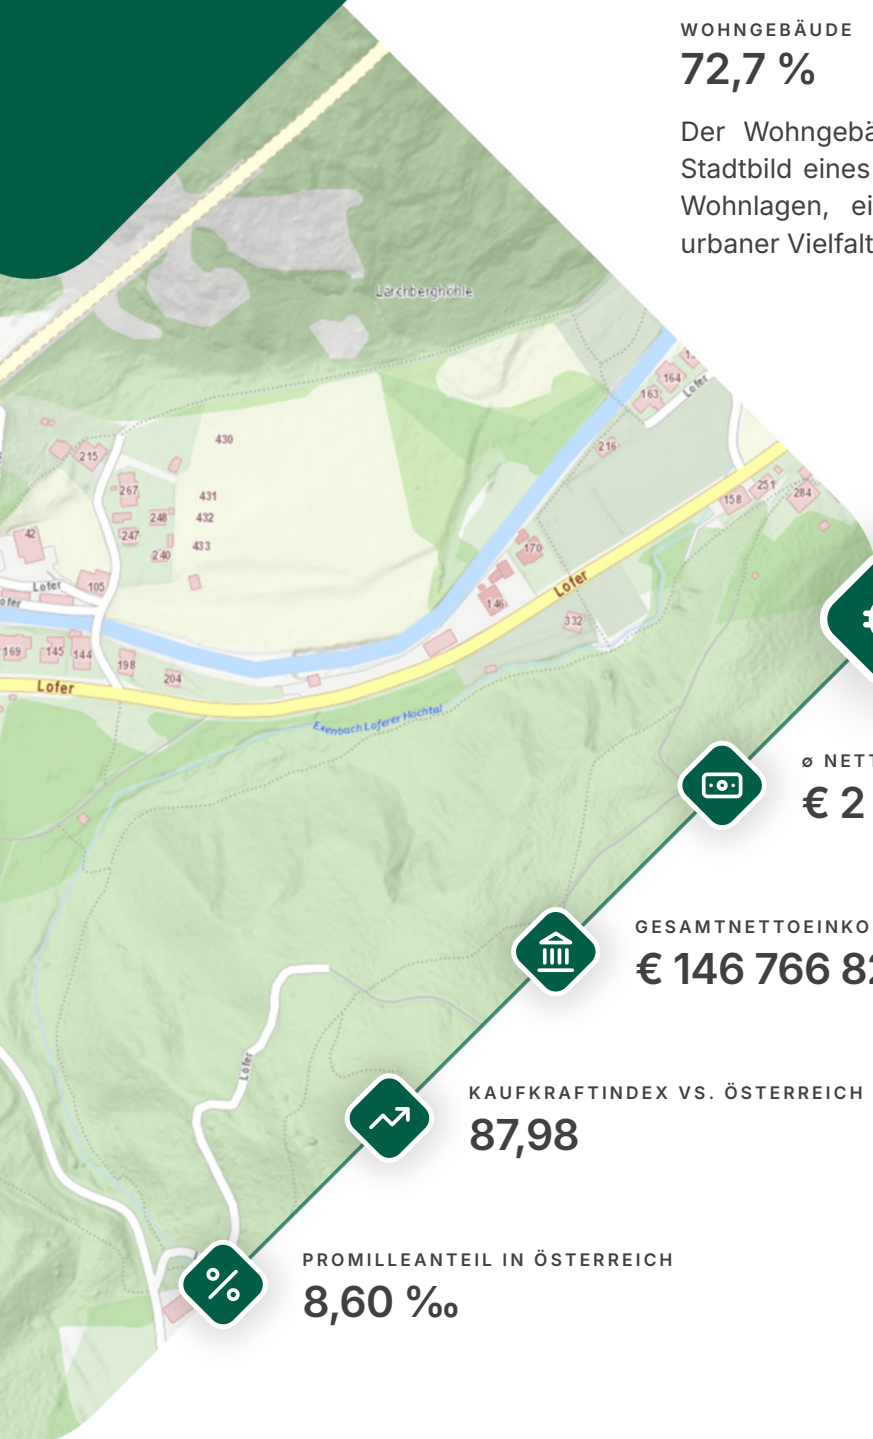 WOHNGEBÄUDE
72,7 %
Der Wohngebä
Stadtbild eines
Wohnlagen, ei
urbaner Vielfalt
Lärchberghöhle
164
163
Lofer
216
215
430
267
431
248
432
247
433
240
42
Lofer
105
ofer
158
251
284
170
Lofer
146
332
169
145
144
198
204
Lofer
Exenbach Loferer Hochtal
ø NETT
€ 2
GESAMTNETTOEINKO
€ 146 766 82
Lofer
KAUFKRAFTINDEX VS. ÖSTERREICH
87,98
PROMILLEANTEIL IN ÖSTERREICH
8,60 ‰